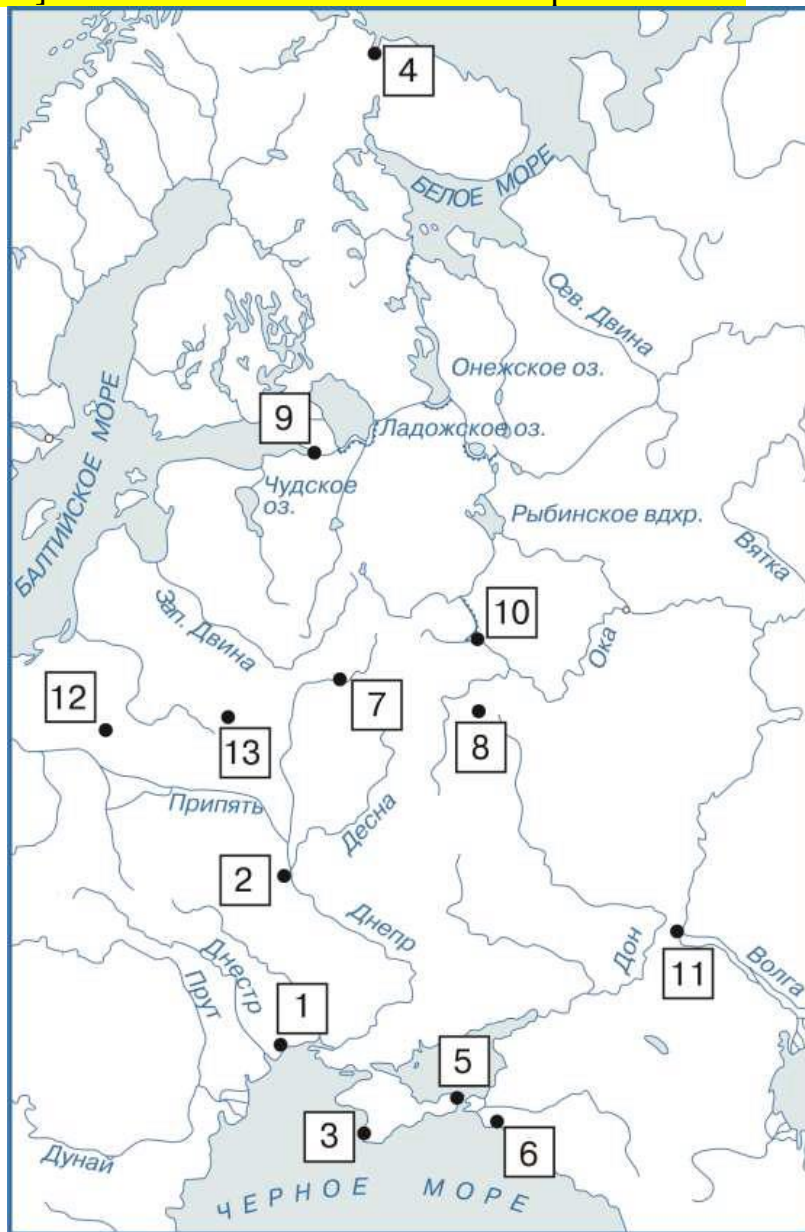 4
БЕЛОЕ МОРЕ
Сев. Двина
Онежское оз.
БАЛТИЙСКОЕ МОРЕ
9
Ладожское оз.
Чудское
оз.
Рыбинское вдхр.
Вятка
Зап. Двина
10
Ока
12
7
13
8
Припять
Десна
2
Днепр
Днестр
Прут
Дон
Волга
1
11
5
3
6
Дунай
ЧЕРНОЕ МОРЕ